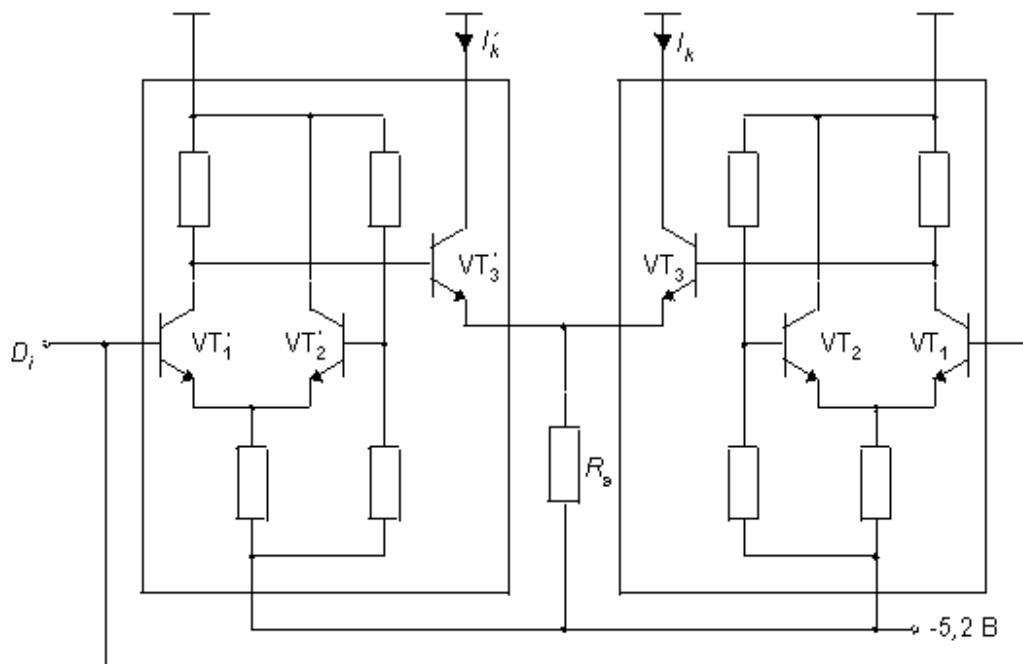 I′k
Ik
VT′3
VT3
Di
VT′1
VT′2
VT2
VT1
Rэ
-5,2 В